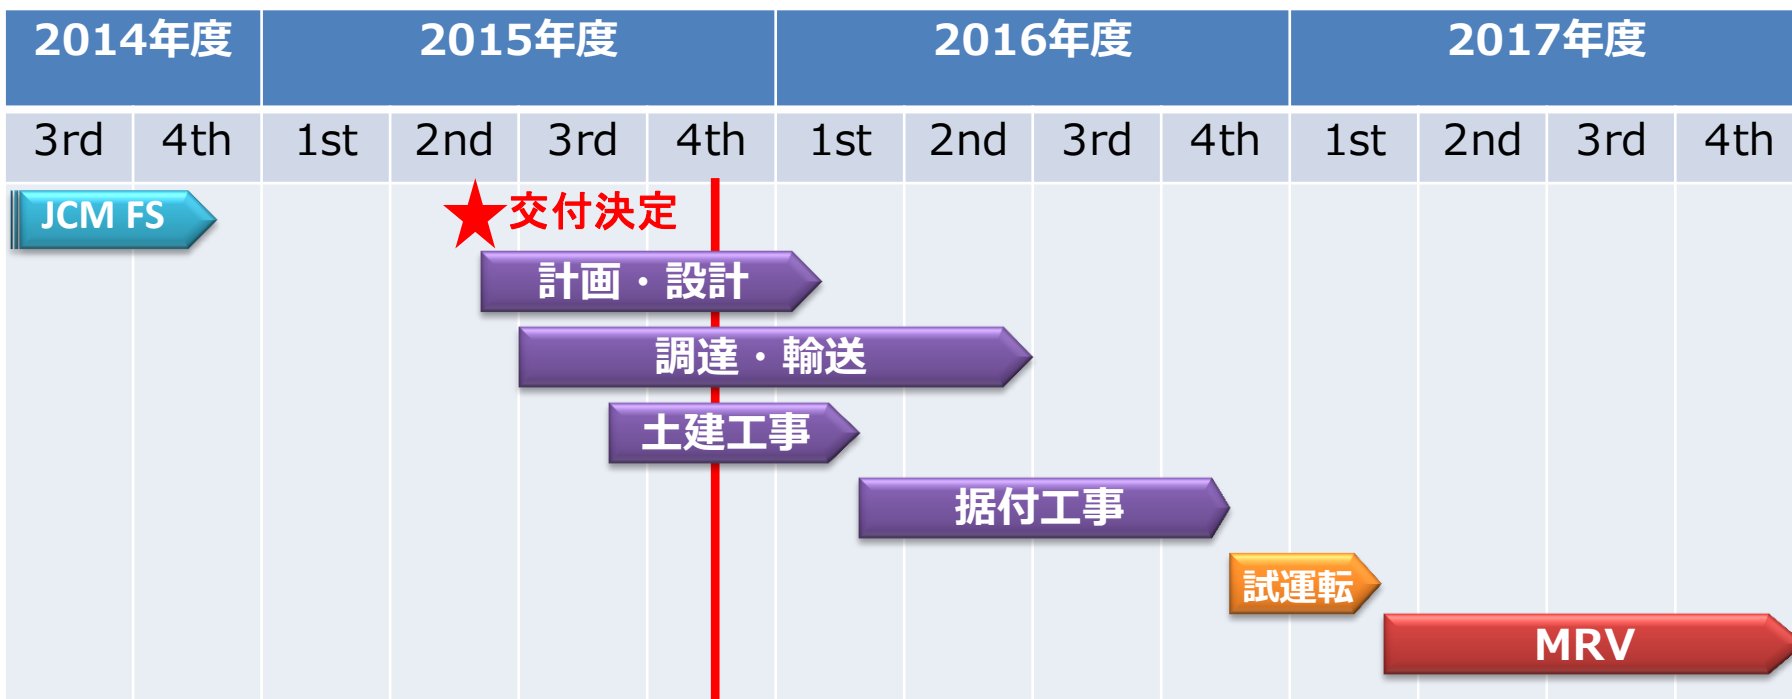 2014年度 2015年度 2016年度 2017年度
3rd 4th 1st 2nd 3rd 4th 1st 2nd 3rd 4th 1st 2nd 3rd 4th
JCM FS ★交付決定
計画・設計
調達・輸送
土建工事
据付工事
試運転
MRV